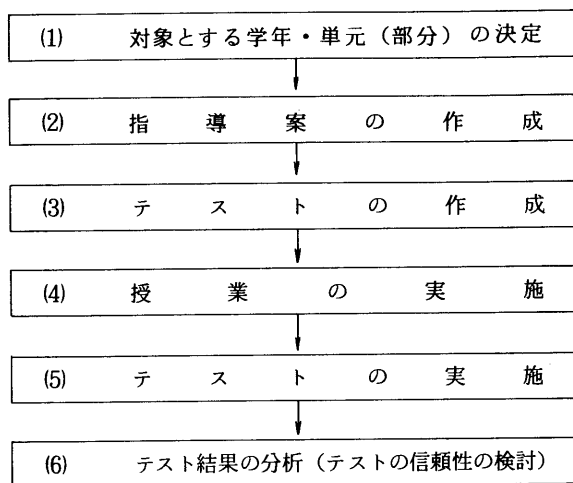 (1) 対象とする学年・単元（部分）の決定
(2) 指導案の作成
(3) テストの作成
(4) 授業の実施
(5) テストの実施
(6) テスト結果の分析（テストの信頼性の検討）